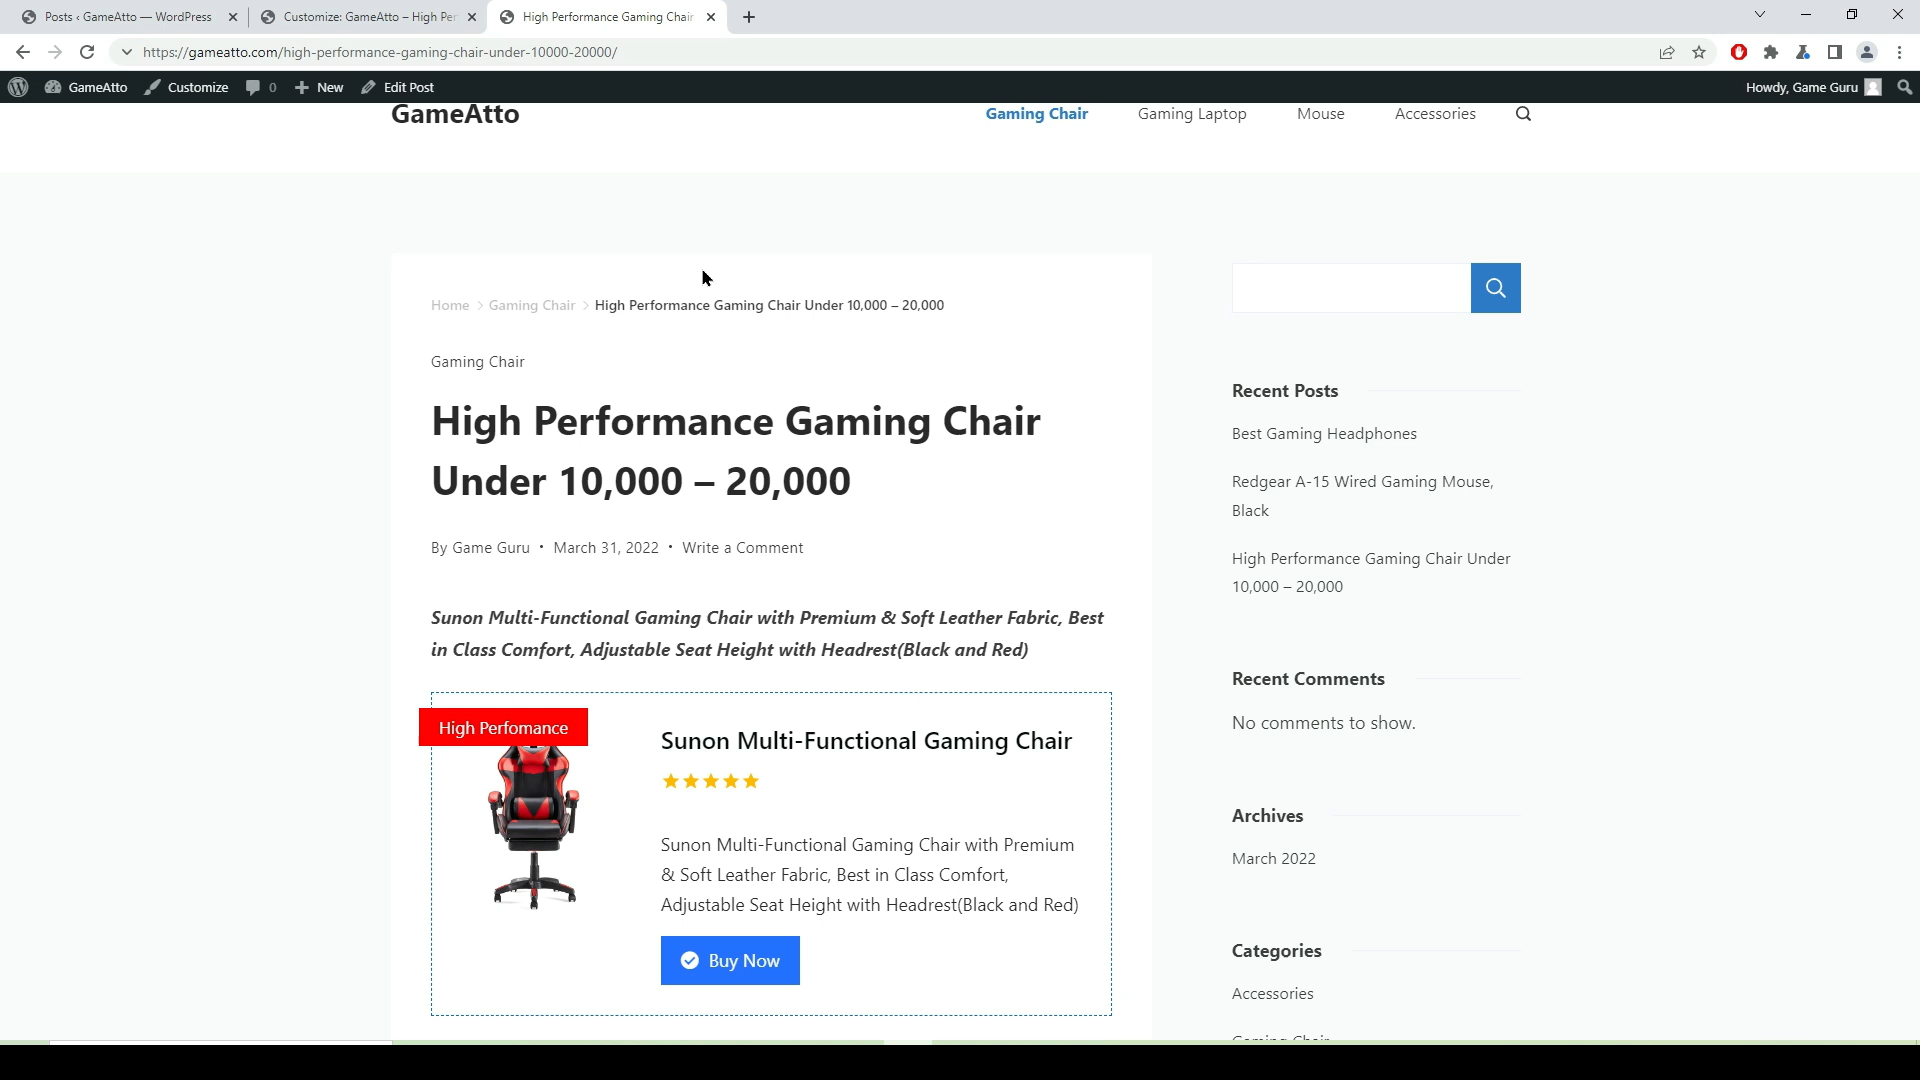 Posts ‹ GameAtto — WordPress
Customize: GameAtto – High Per
High Performance Gaming Chair
https://gameatto.com/high-performance-gaming-chair-under-10000-20000/
GameAtto
Customize
0
New
Edit Post
Howdy, Game Guru
GameAtto
Gaming Chair
Gaming Laptop
Mouse
Accessories
Home > Gaming Chair > High Performance Gaming Chair Under 10,000 – 20,000
Gaming Chair
High Performance Gaming Chair
Under 10,000 – 20,000
By Game Guru • March 31, 2022 • Write a Comment
Sunon Multi-Functional Gaming Chair with Premium & Soft Leather Fabric, Best
in Class Comfort, Adjustable Seat Height with Headrest(Black and Red)
High Perfomance
Sunon Multi-Functional Gaming Chair
Sunon Multi-Functional Gaming Chair with Premium
& Soft Leather Fabric, Best in Class Comfort,
Adjustable Seat Height with Headrest(Black and Red)
Buy Now
Recent Posts
Best Gaming Headphones
Redgear A-15 Wired Gaming Mouse,
Black
High Performance Gaming Chair Under
10,000 – 20,000
Recent Comments
No comments to show.
Archives
March 2022
Categories
Accessories
Gaming Chair